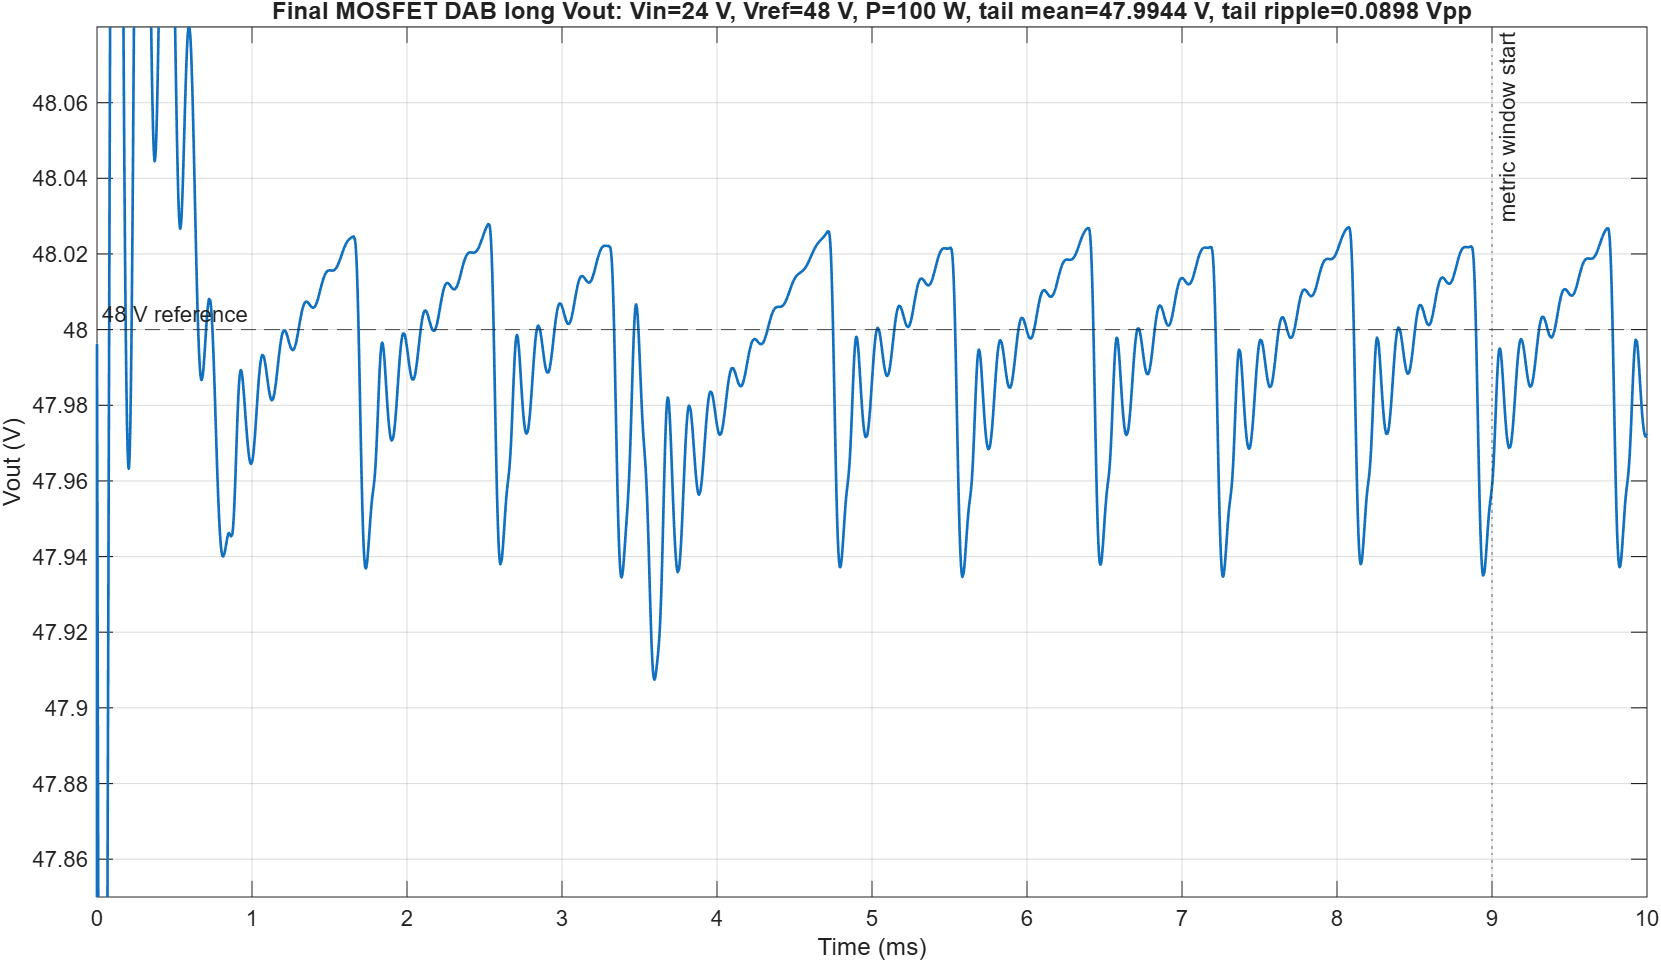 Final MOSFET DAB long Vout: Vin=24 V, Vref=48 V, P=100 W, tail mean=47.9944 V, tail ripple=0.0898 Vpp
metric window start
48 V reference
Vout (V)
48.06
48.04
48.02
48
47.98
47.96
47.94
47.92
47.9
47.88
47.86
0 1 2 3 4 5 6 7 8 9 10
Time (ms)